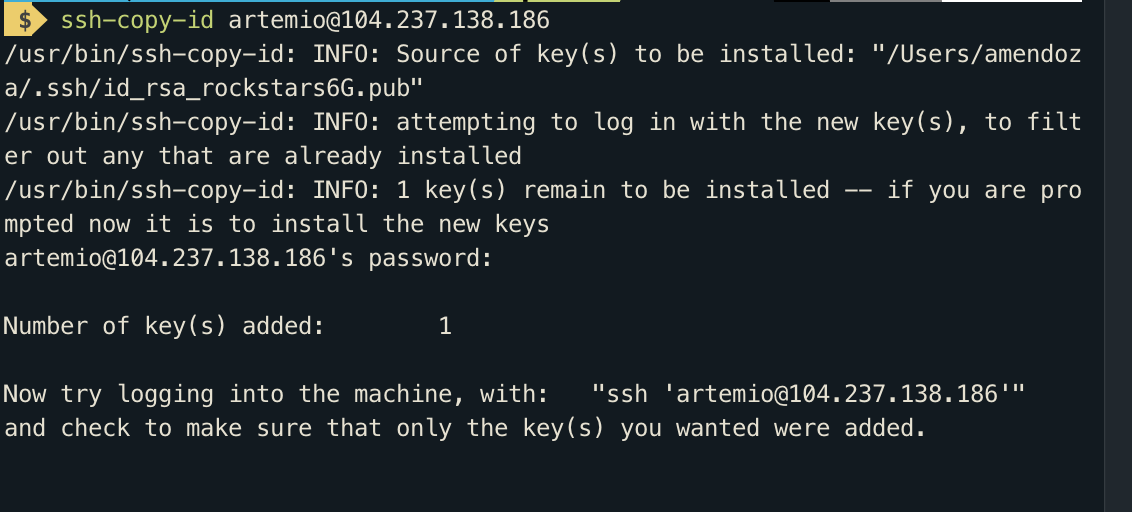 $ ssh-copy-id artemio@104.237.138.186
/usr/bin/ssh-copy-id: INFO: Source of key(s) to be installed: "/Users/amendoz
a/.ssh/id_rsa_rockstars6G.pub"
/usr/bin/ssh-copy-id: INFO: attempting to log in with the new key(s), to filt
er out any that are already installed
/usr/bin/ssh-copy-id: INFO: 1 key(s) remain to be installed -- if you are pro
mpted now it is to install the new keys
artemio@104.237.138.186's password:
Number of key(s) added:        1
Now try logging into the machine, with:   "ssh 'artemio@104.237.138.186'"
and check to make sure that only the key(s) you wanted were added.